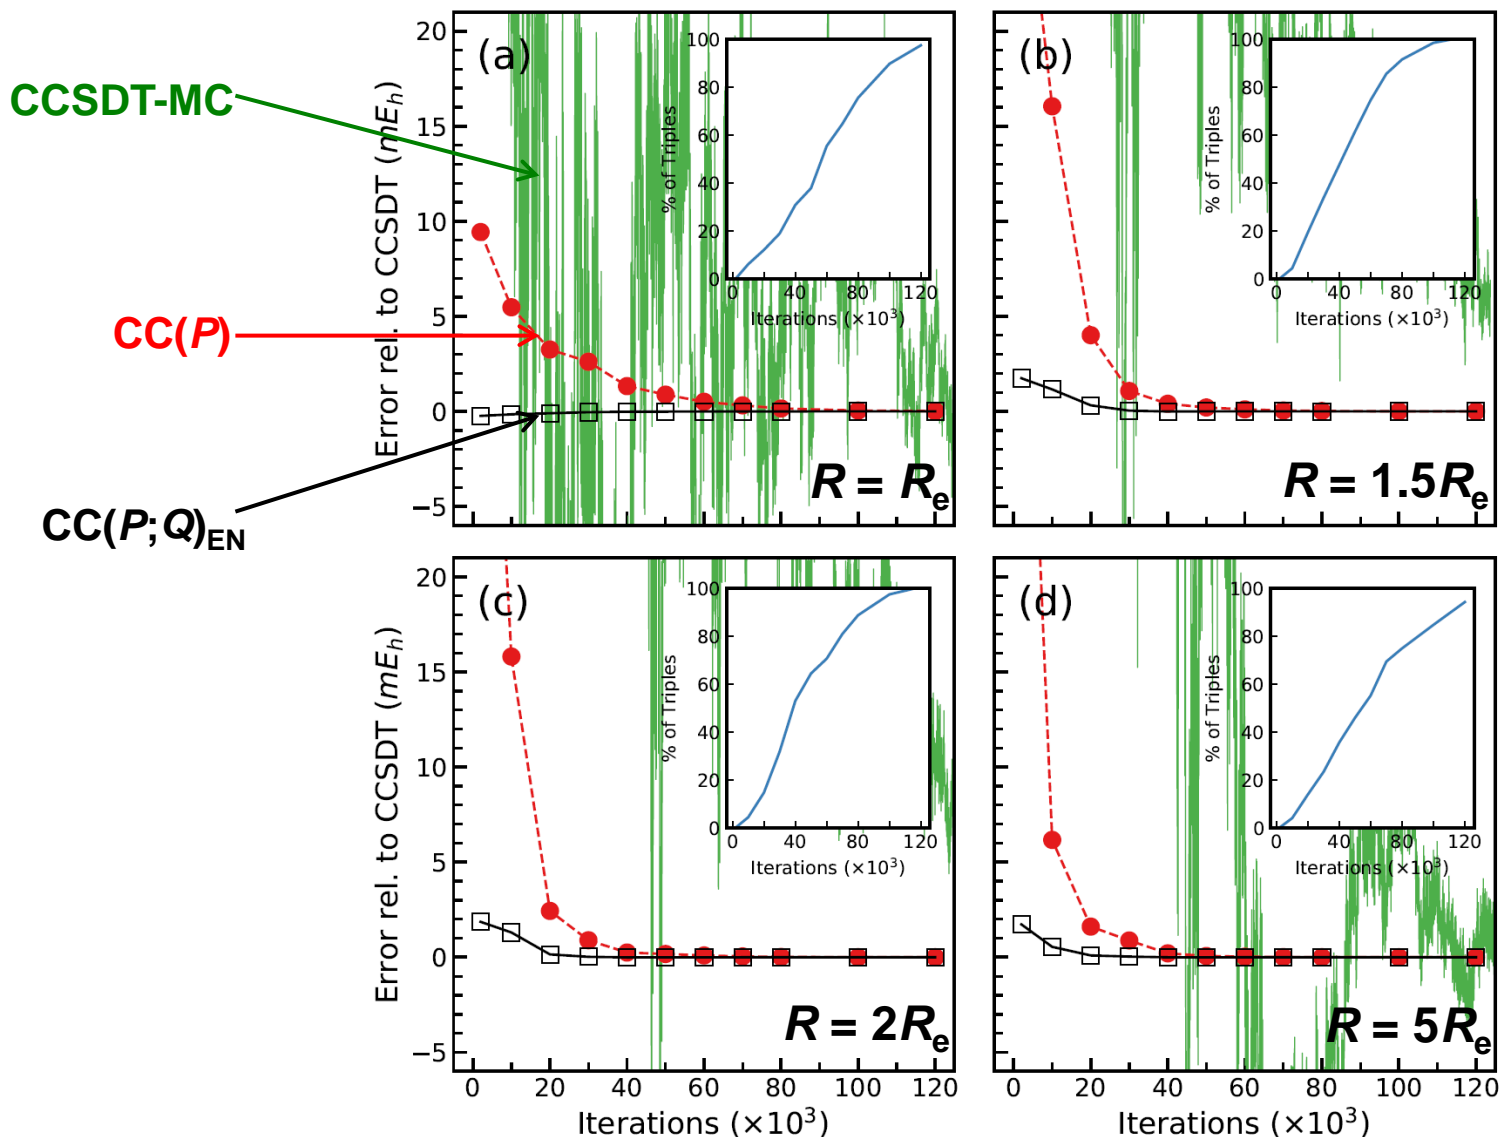 CCSDT-MC
CC(P)
CC(P;Q)EN
Error rel. to CCSDT (mEh)
20
15
10
5
0
−5
(a)
R = Re
% of Triples
100
80
60
40
20
0
0
40
80
120
Iterations (×10³)
(b)
R = 1.5Re
% of Triples
100
80
60
40
20
0
0
40
80
120
Iterations (×10³)
Error rel. to CCSDT (mEh)
20
15
10
5
0
−5
(c)
R = 2Re
% of Triples
100
80
60
40
20
0
0
40
80
120
Iterations (×10³)
0 20 40 60 80 100 120
Iterations (×10³)
(d)
R = 5Re
% of Triples
100
80
60
40
20
0
0
40
80
120
Iterations (×10³)
0 20 40 60 80 100 120
Iterations (×10³)